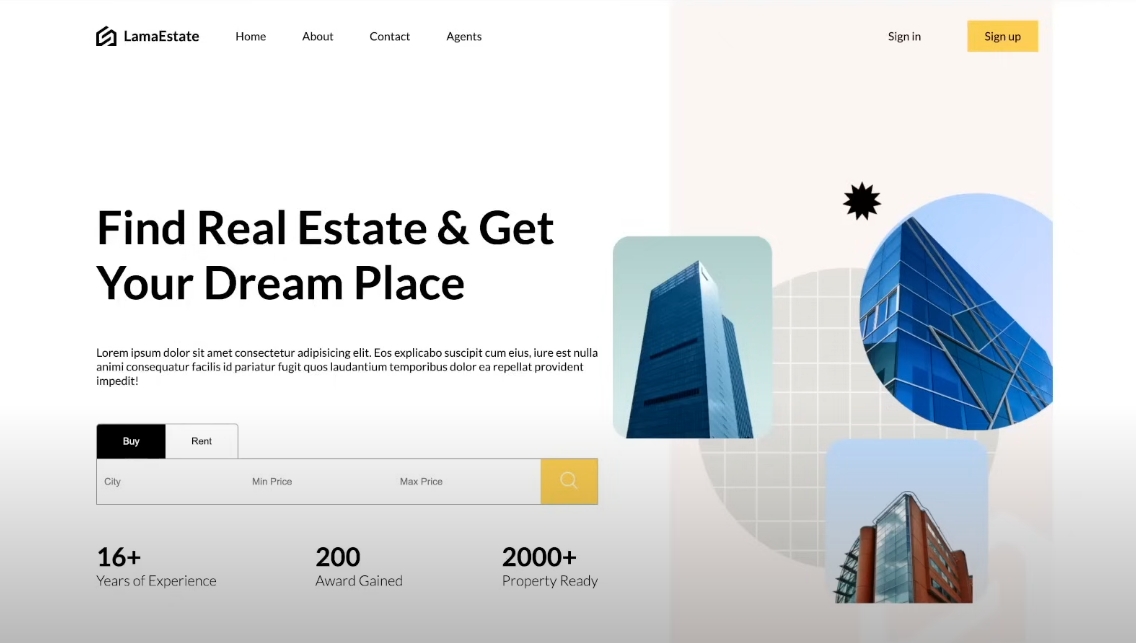 LamaEstate Home About Contact Agents Sign in Sign up
Find Real Estate & Get
Your Dream Place
Lorem ipsum dolor sit amet consectetur adipisicing elit. Eos explicabo suscipit cum eius, iure est nulla
animi consequatur facilis id pariatur fugit quos laudantium temporibus dolor ea repellat provident
impedit!
Buy Rent
City Min Price Max Price
16+ 200 2000+
Years of Experience Award Gained Property Ready